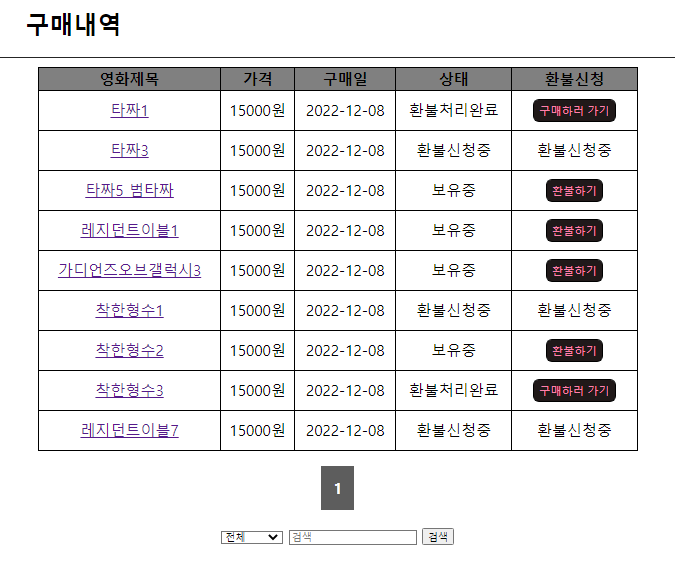 구매내역
영화제목 가격 구매일 상태 환불신청
타짜1 15000원 2022-12-08 환불처리완료 구매하러 가기
타짜3 15000원 2022-12-08 환불신청중 환불신청중
타짜5 범타짜 15000원 2022-12-08 보유중 환불하기
레지던트이블1 15000원 2022-12-08 보유중 환불하기
가디언즈오브갤럭시3 15000원 2022-12-08 보유중 환불하기
착한형수1 15000원 2022-12-08 환불신청중 환불신청중
착한형수2 15000원 2022-12-08 보유중 환불하기
착한형수3 15000원 2022-12-08 환불처리완료 구매하러 가기
레지던트이블7 15000원 2022-12-08 환불신청중 환불신청중
1
전체 검색 검색